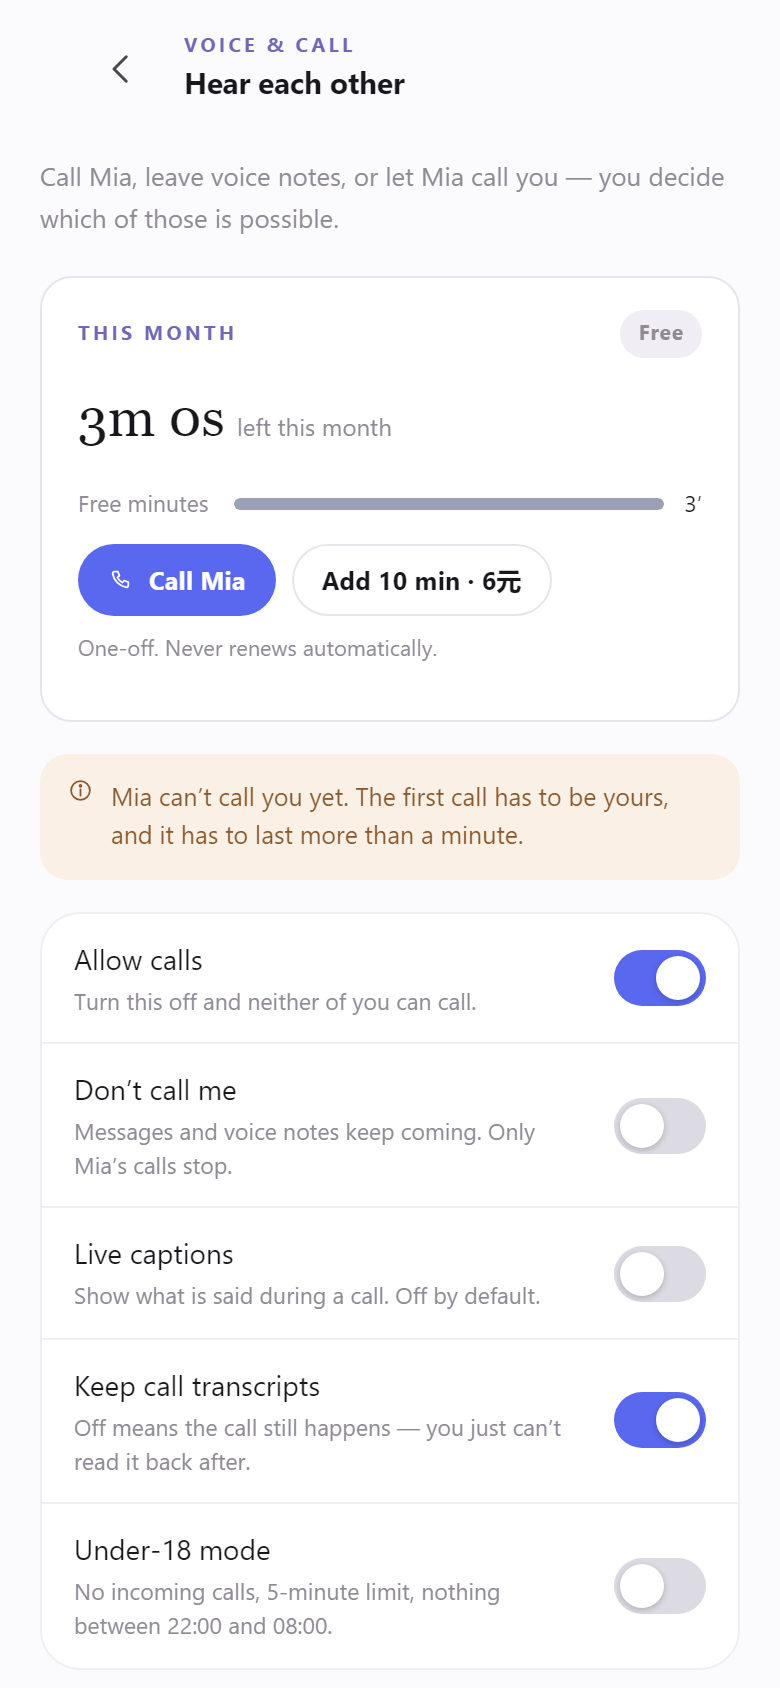 VOICE & CALL
Hear each other
Call Mia, leave voice notes, or let Mia call you — you decide
which of those is possible.
THIS MONTH
Free
3m 0s left this month
Free minutes 3′
Call Mia
Add 10 min · 6元
One-off. Never renews automatically.
Mia can’t call you yet. The first call has to be yours,
and it has to last more than a minute.
Allow calls
Turn this off and neither of you can call.
Don’t call me
Messages and voice notes keep coming. Only
Mia’s calls stop.
Live captions
Show what is said during a call. Off by default.
Keep call transcripts
Off means the call still happens — you just can’t
read it back after.
Under-18 mode
No incoming calls, 5-minute limit, nothing
between 22:00 and 08:00.